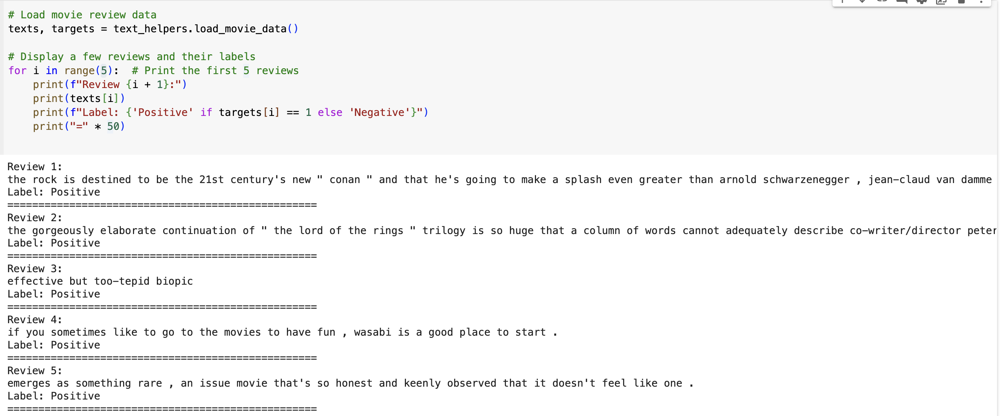 # Load movie review data
texts, targets = text_helpers.load_movie_data()
# Display a few reviews and their labels
for i in range(5):  # Print the first 5 reviews
    print(f"Review {i + 1}:")
    print(texts[i])
    print(f"Label: {'Positive' if targets[i] == 1 else 'Negative'}")
    print("=" * 50)
Review 1:
the rock is destined to be the 21st century's new " conan " and that he's going to make a splash even greater than arnold schwarzenegger , jean-claud van damme
Label: Positive
==================================================
Review 2:
the gorgeously elaborate continuation of " the lord of the rings " trilogy is so huge that a column of words cannot adequately describe co-writer/director peter
Label: Positive
==================================================
Review 3:
effective but too-tepid biopic
Label: Positive
==================================================
Review 4:
if you sometimes like to go to the movies to have fun , wasabi is a good place to start .
Label: Positive
==================================================
Review 5:
emerges as something rare , an issue movie that's so honest and keenly observed that it doesn't feel like one .
Label: Positive
==================================================